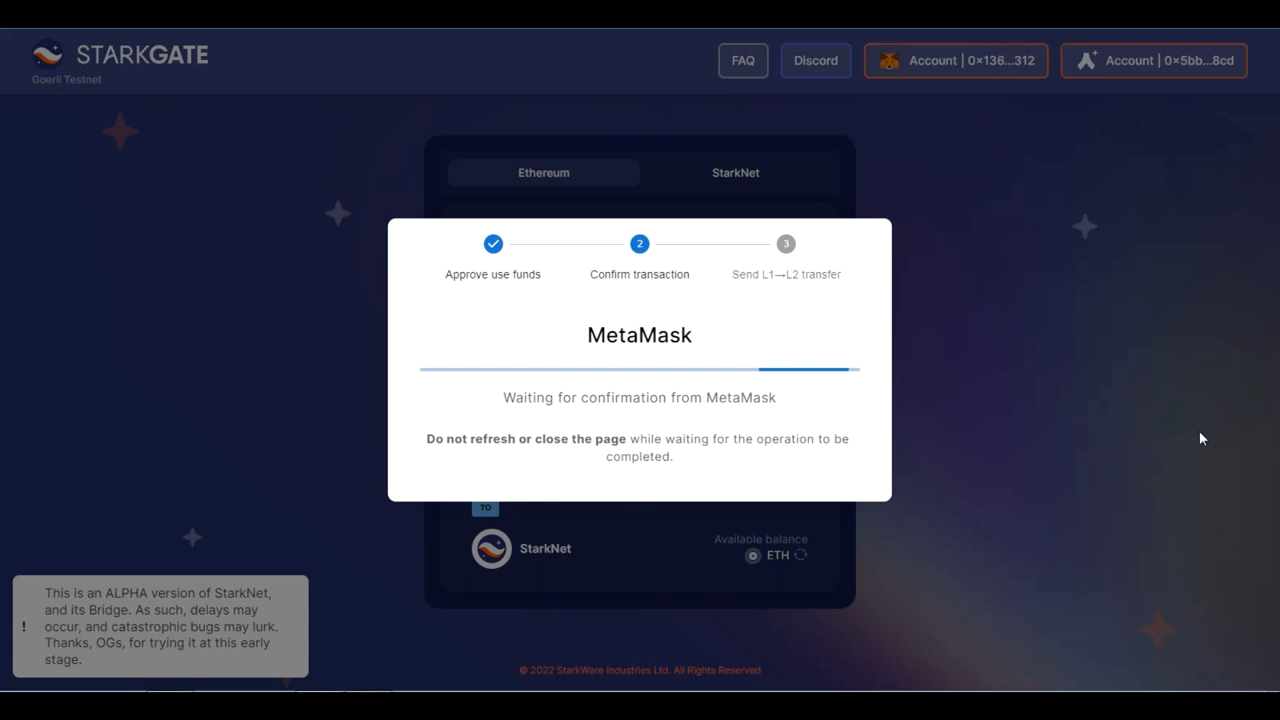 STARKGATE
Goerli Testnet
FAQ
Discord
Account | 0×136...312
Account | 0×5bb...8cd
Ethereum
StarkNet
2
3
Approve use funds
Confirm transaction
Send L1→L2 transfer
MetaMask
Waiting for confirmation from MetaMask
Do not refresh or close the page while waiting for the operation to be
completed.
TO
StarkNet
Available balance
ETH
This is an ALPHA version of StarkNet,
and its Bridge. As such, delays may
! occur, and catastrophic bugs may lurk.
Thanks, OGs, for trying it at this early
stage.
© 2022 StarkWare Industries Ltd. All Rights Reserved